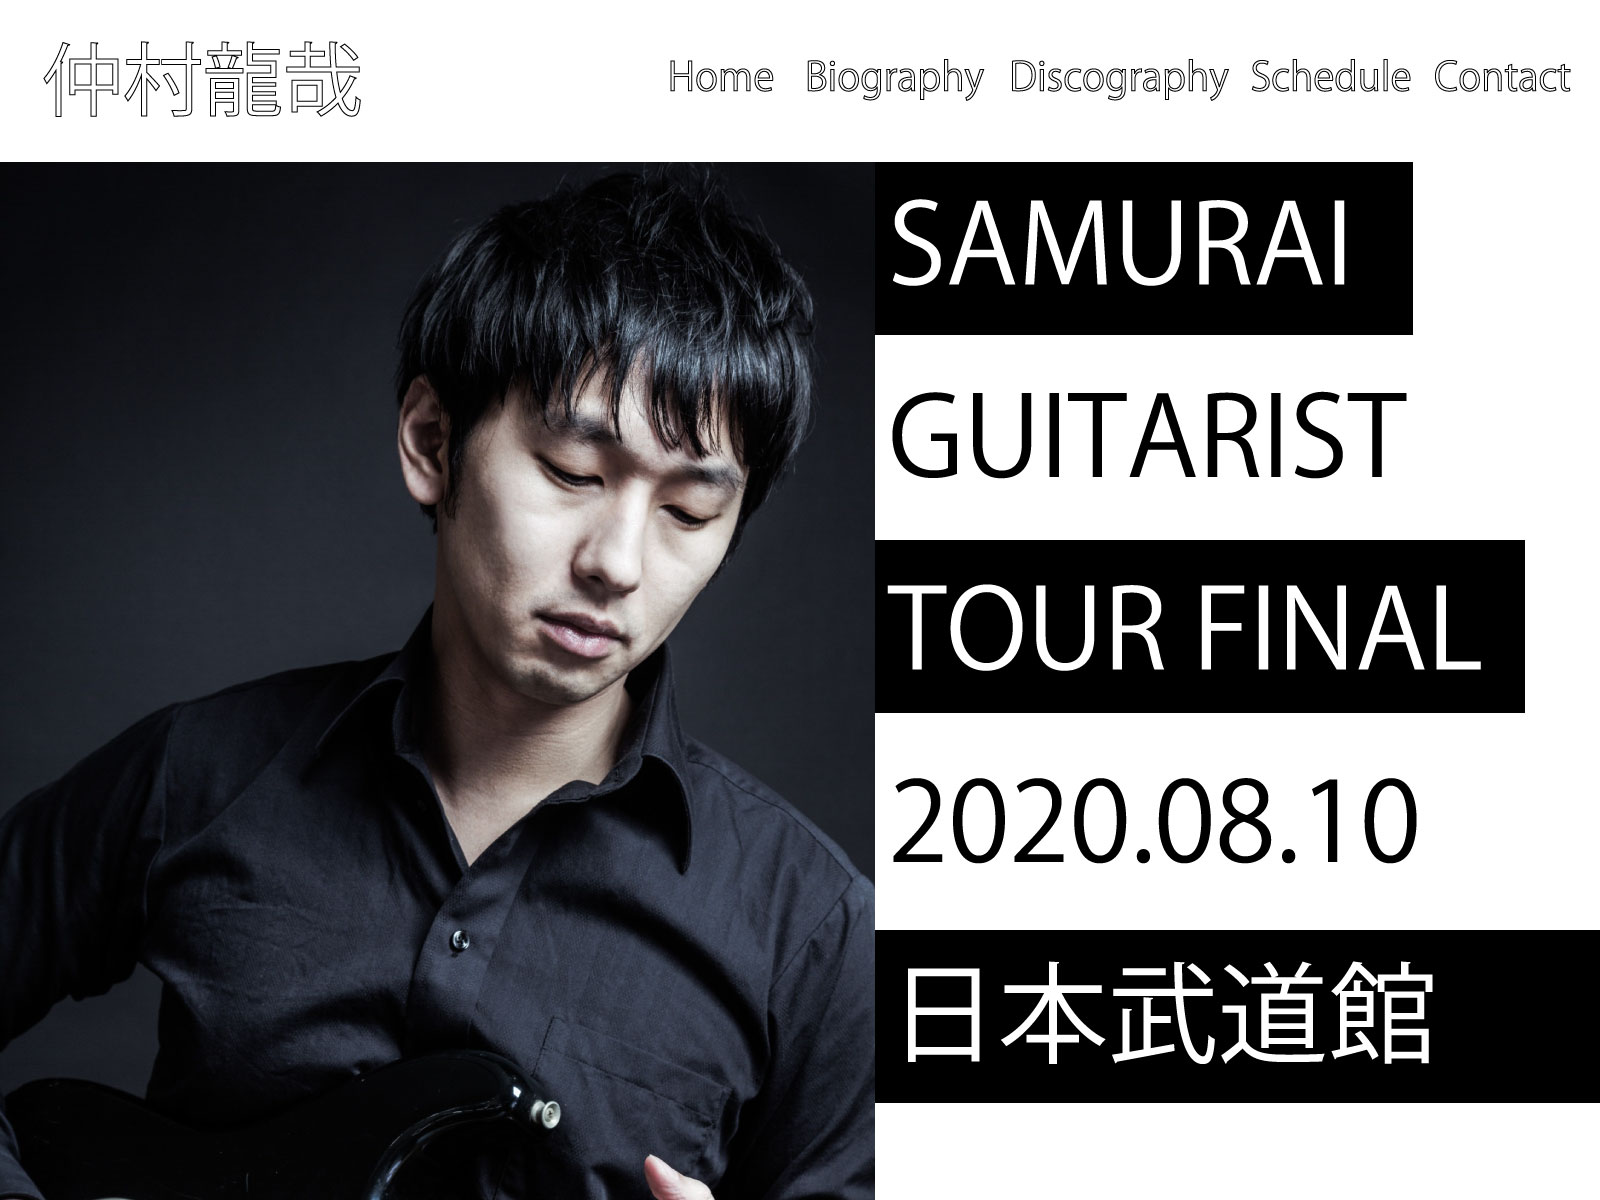 仲村龍哉
Home Biography Discography Schedule Contact
SAMURAI
GUITARIST
TOUR FINAL
2020.08.10
日本武道館